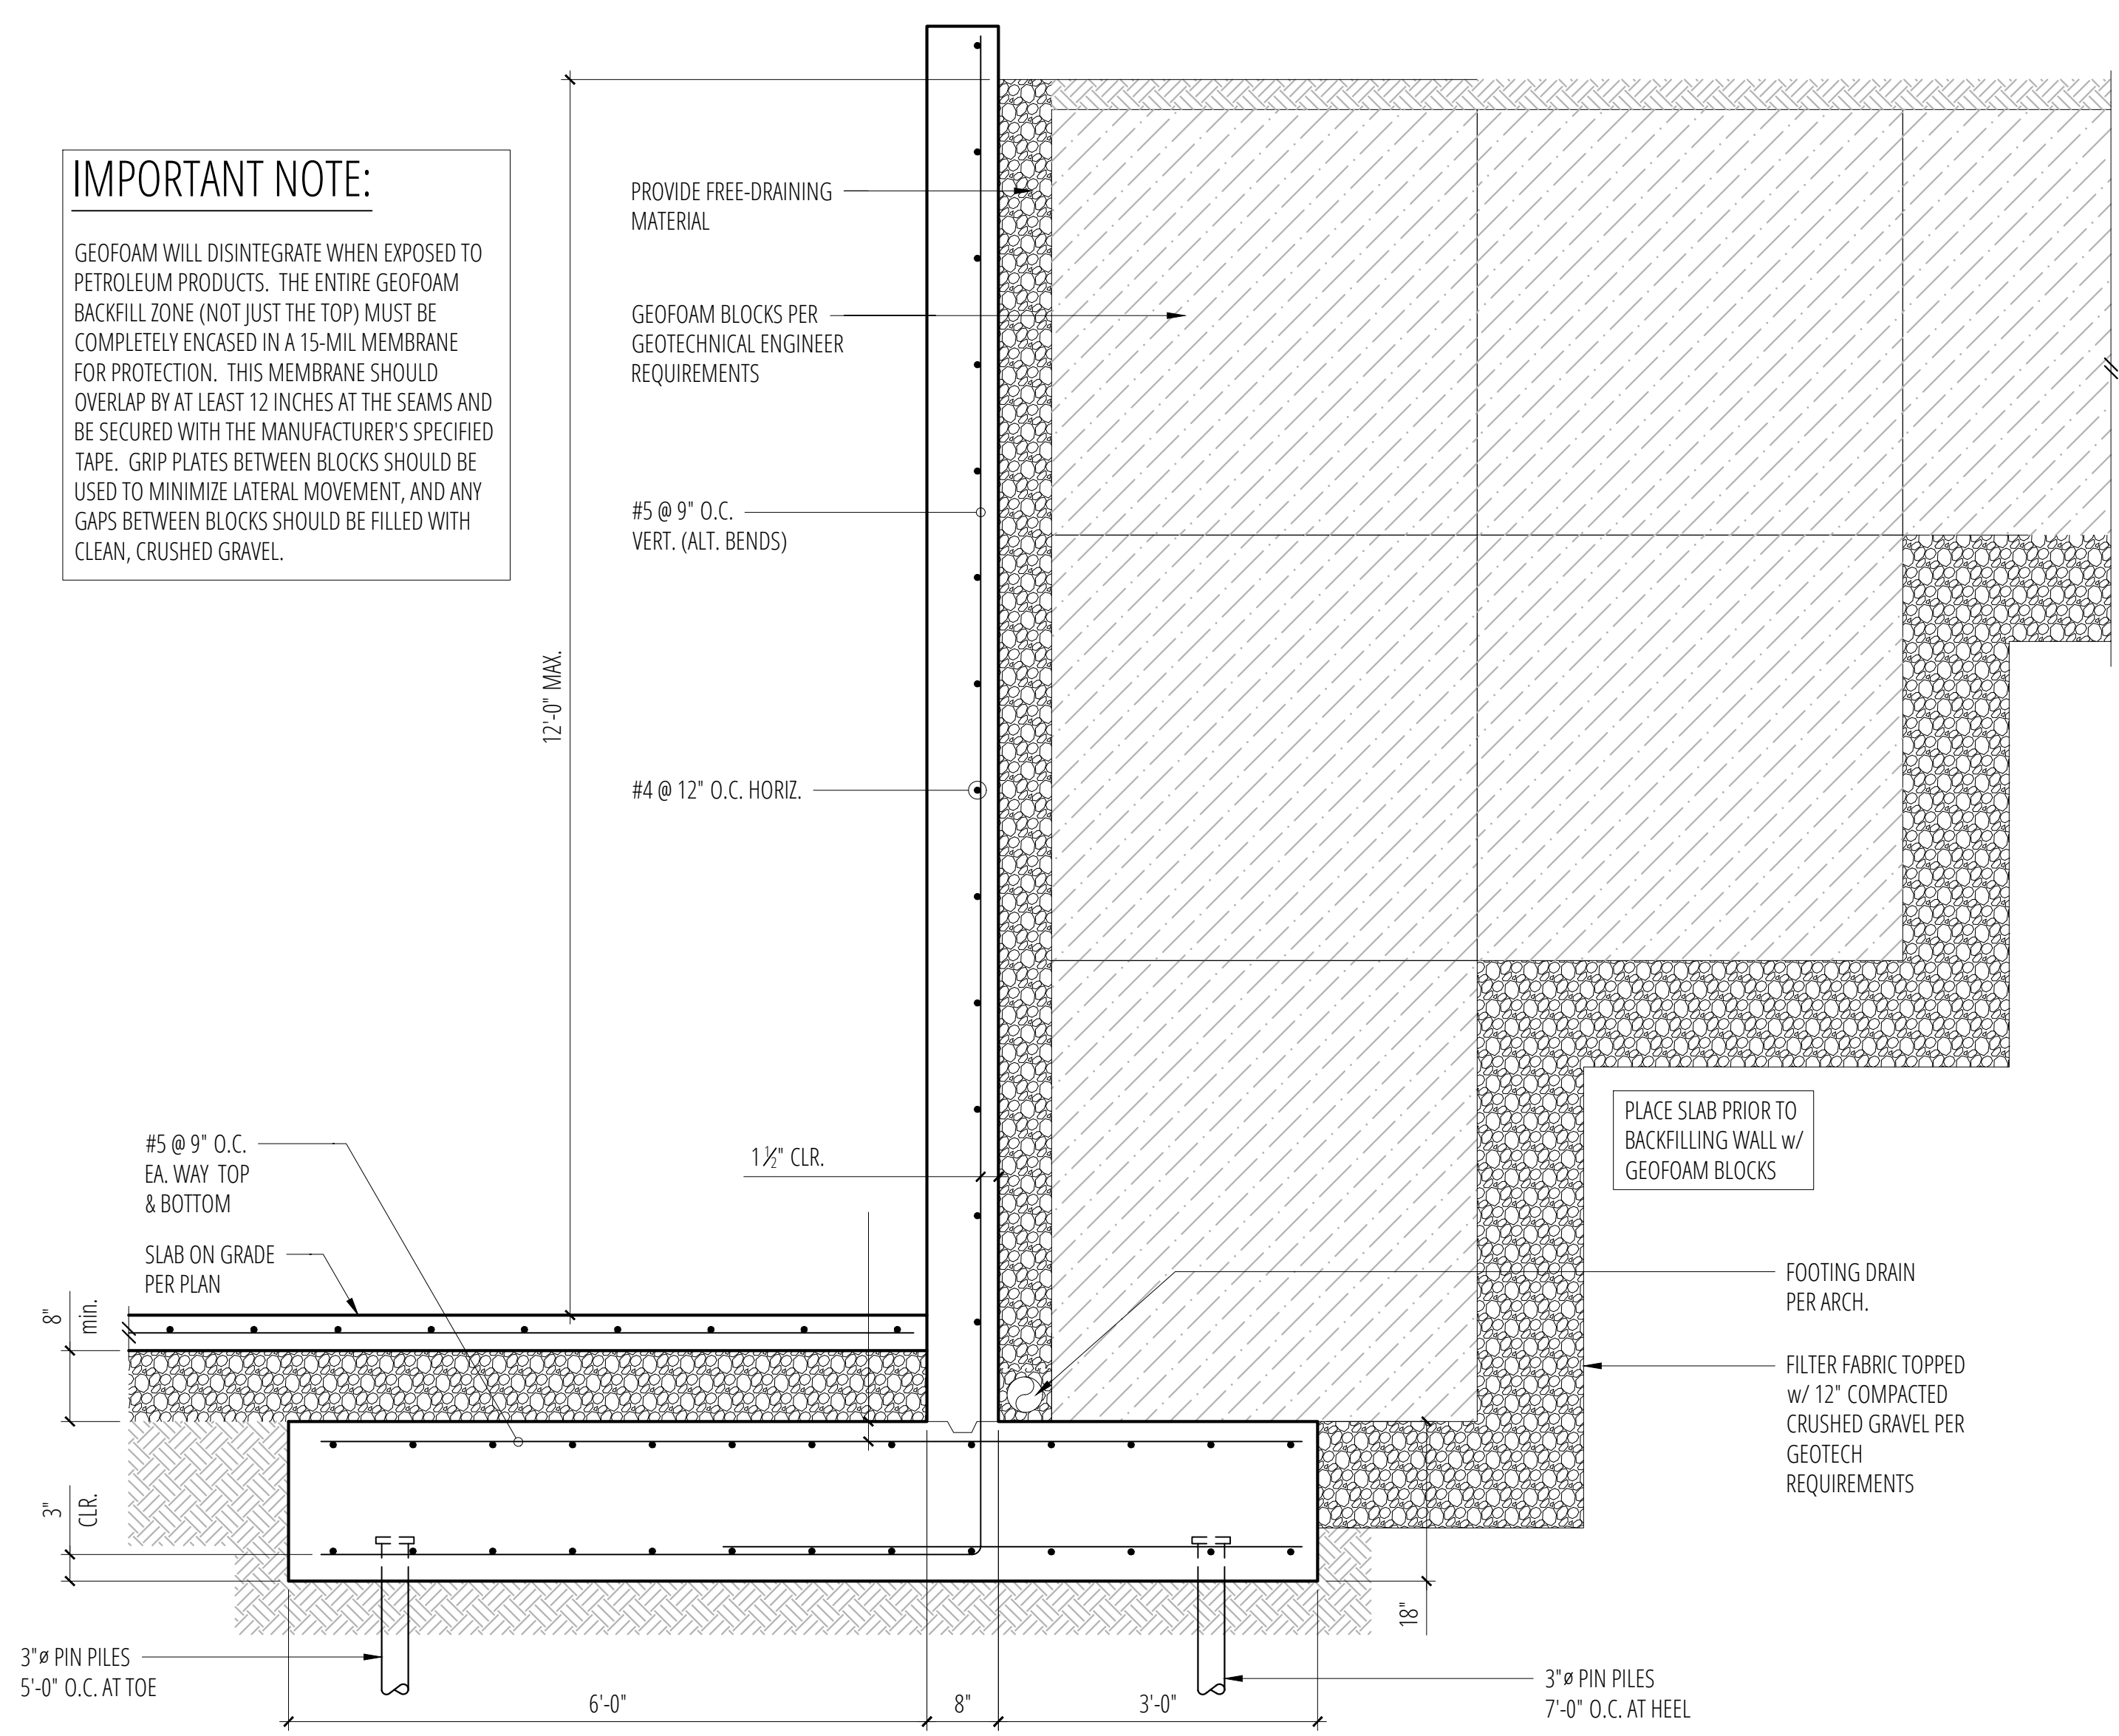 IMPORTANT NOTE:
GEOFOAM WILL DISINTEGRATE WHEN EXPOSED TO
PETROLEUM PRODUCTS. THE ENTIRE GEOFOAM
BACKFILL ZONE (NOT JUST THE TOP) MUST BE
COMPLETELY ENCASED IN A 15-MIL MEMBRANE
FOR PROTECTION. THIS MEMBRANE SHOULD
OVERLAP BY AT LEAST 12 INCHES AT THE SEAMS AND
BE SECURED WITH THE MANUFACTURER'S SPECIFIED
TAPE. GRIP PLATES BETWEEN BLOCKS SHOULD BE
USED TO MINIMIZE LATERAL MOVEMENT, AND ANY
GAPS BETWEEN BLOCKS SHOULD BE FILLED WITH
CLEAN, CRUSHED GRAVEL.
PROVIDE FREE-DRAINING
MATERIAL
GEOFOAM BLOCKS PER
GEOTECHNICAL ENGINEER
REQUIREMENTS
#5 @ 9" O.C.
VERT. (ALT. BENDS)
12'-0" MAX.
#4 @ 12" O.C. HORIZ.
#5 @ 9" O.C.
EA. WAY TOP
& BOTTOM
1 ½" CLR.
PLACE SLAB PRIOR TO
BACKFILLING WALL w/
GEOFOAM BLOCKS
SLAB ON GRADE
PER PLAN
8"
min.
FOOTING DRAIN
PER ARCH.
FILTER FABRIC TOPPED
w/ 12" COMPACTED
CRUSHED GRAVEL PER
GEOTECH
REQUIREMENTS
3"
CLR.
18"
3"ø PIN PILES
5'-0" O.C. AT TOE
6'-0"
8"
3'-0"
3"ø PIN PILES
7'-0" O.C. AT HEEL